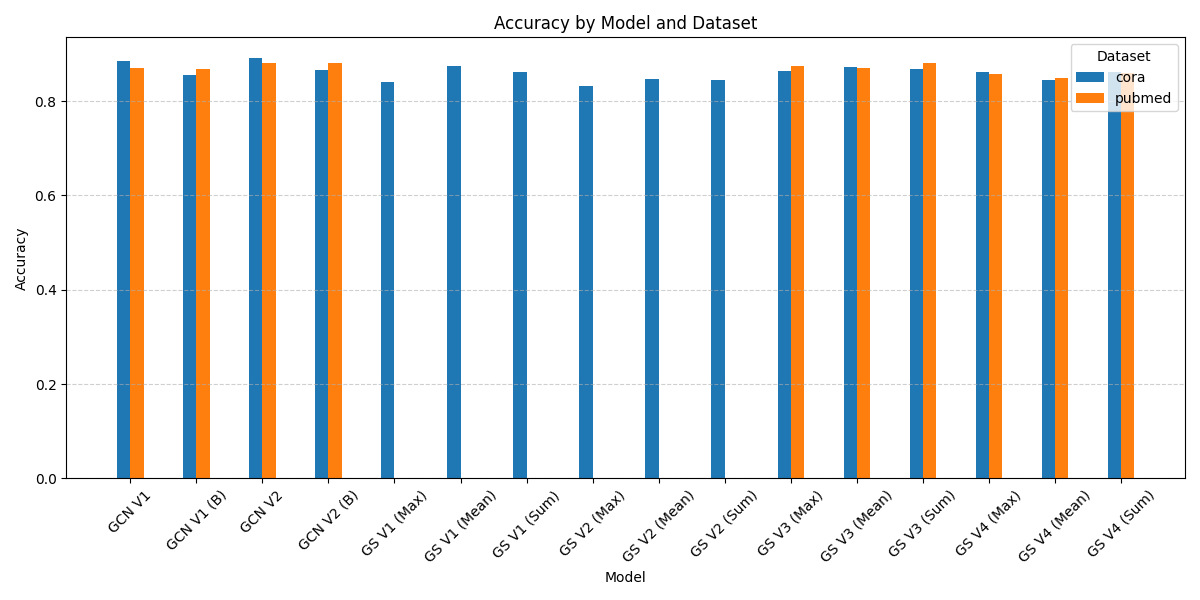 Accuracy by Model and Dataset
Dataset
cora
pubmed
Accuracy
0.8
0.6
0.4
0.2
0.0
GCN V1
GCN V1 (B)
GCN V2
GCN V2 (B)
GS V1 (Max)
GS V1 (Mean)
GS V1 (Sum)
GS V2 (Max)
GS V2 (Mean)
GS V2 (Sum)
GS V3 (Max)
GS V3 (Mean)
GS V3 (Sum)
GS V4 (Max)
GS V4 (Mean)
GS V4 (Sum)
Model